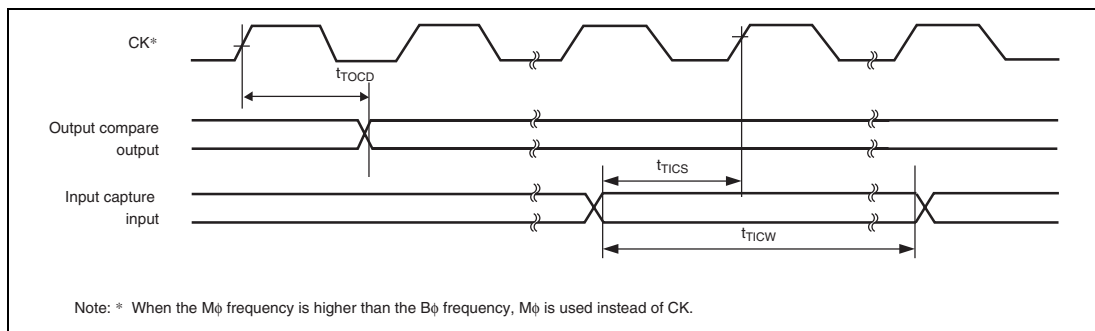 CK*
tTOCD
Output compare
output
tTICS
Input capture
input
tTICW
Note: * When the Mϕ frequency is higher than the Bϕ frequency, Mϕ is used instead of CK.